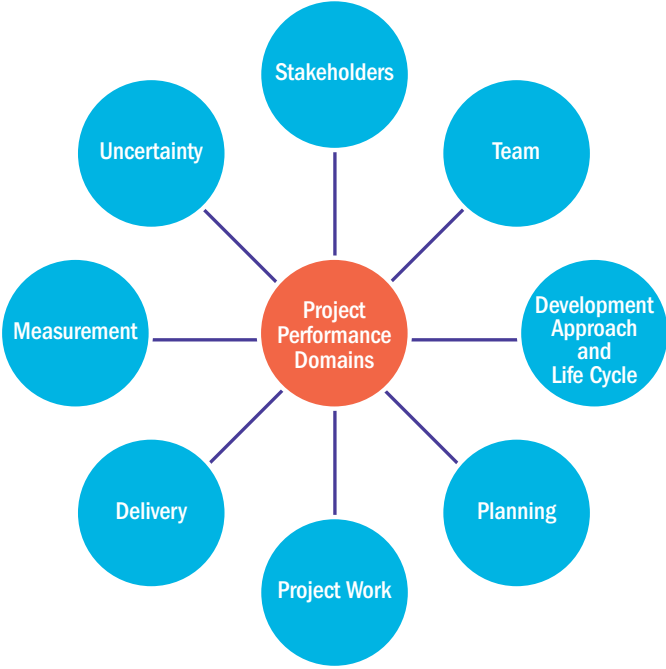 Stakeholders
Uncertainty
Team
Project
Performance
Domains
Measurement
Development
Approach
and
Life Cycle
Delivery
Planning
Project Work